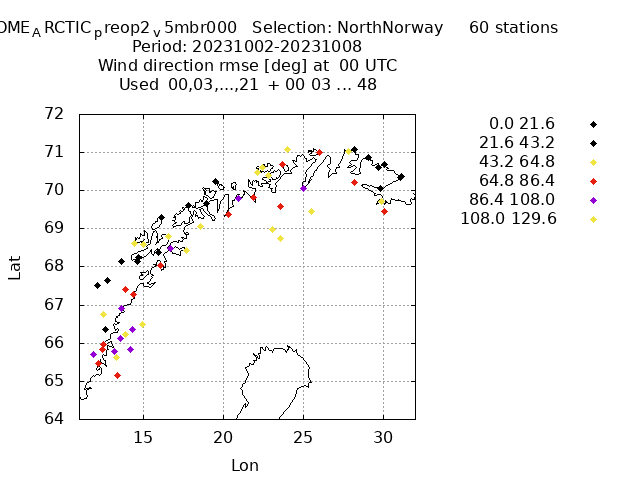 OME_A RCTIC_p reop2_v 5mbr000 Selection: NorthNorway 60 stations
Period: 20231002-20231008
Wind direction rmse [deg] at 00 UTC
Used 00,03,...,21 + 00 03 ... 48
72
71
70
69
68
67
66
65
64
15 20 25 30
Lat
Lon
0.0 21.6
21.6 43.2
43.2 64.8
64.8 86.4
86.4 108.0
108.0 129.6